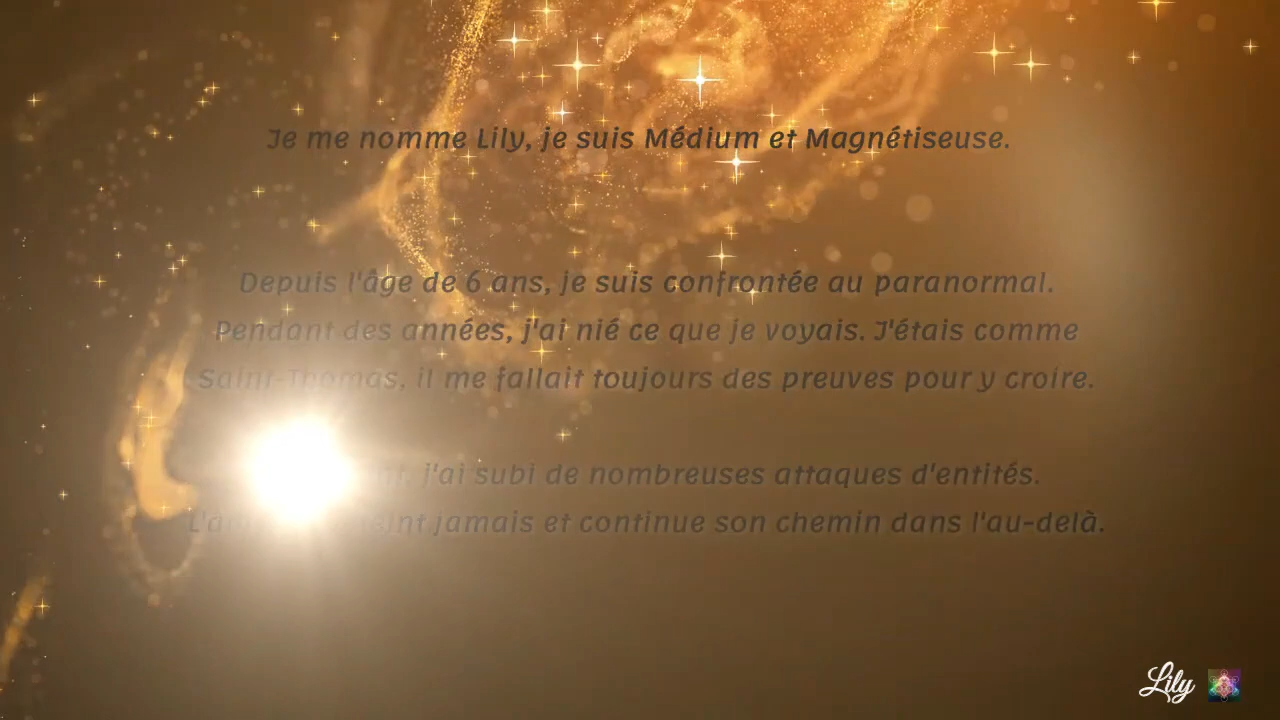 Je me nomme Lily, je suis Médium et Magnétiseuse.
Depuis l'âge de 6 ans, je suis confrontée au paranormal.
Pendant des années, j'ai nié ce que je voyais. J'étais comme
Saint-Thomas, il me fallait toujours des preuves pour y croire.
j'ai subi de nombreuses attaques d'entités.
jamais et continue son chemin dans l'au-delà.
Lily